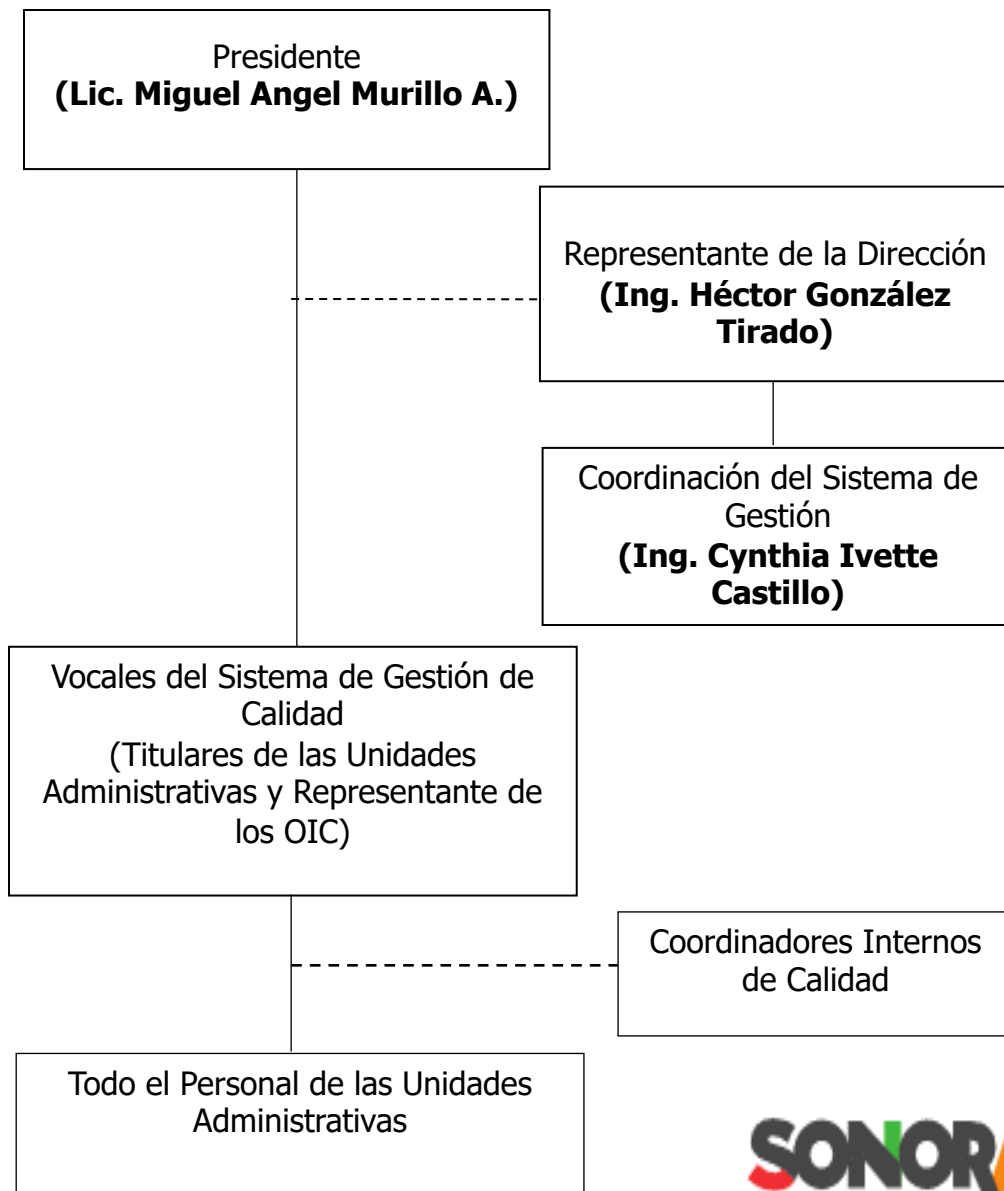 Presidente
(Lic. Miguel Angel Murillo A.)
Representante de la Dirección
(Ing. Héctor González
Tirado)
Coordinación del Sistema de
Gestión
(Ing. Cynthia Ivette
Castillo)
Vocales del Sistema de Gestión de
Calidad
(Titulares de las Unidades
Administrativas y Representante de
los OIC)
Coordinadores Internos
de Calidad
Todo el Personal de las Unidades
Administrativas
SONOR